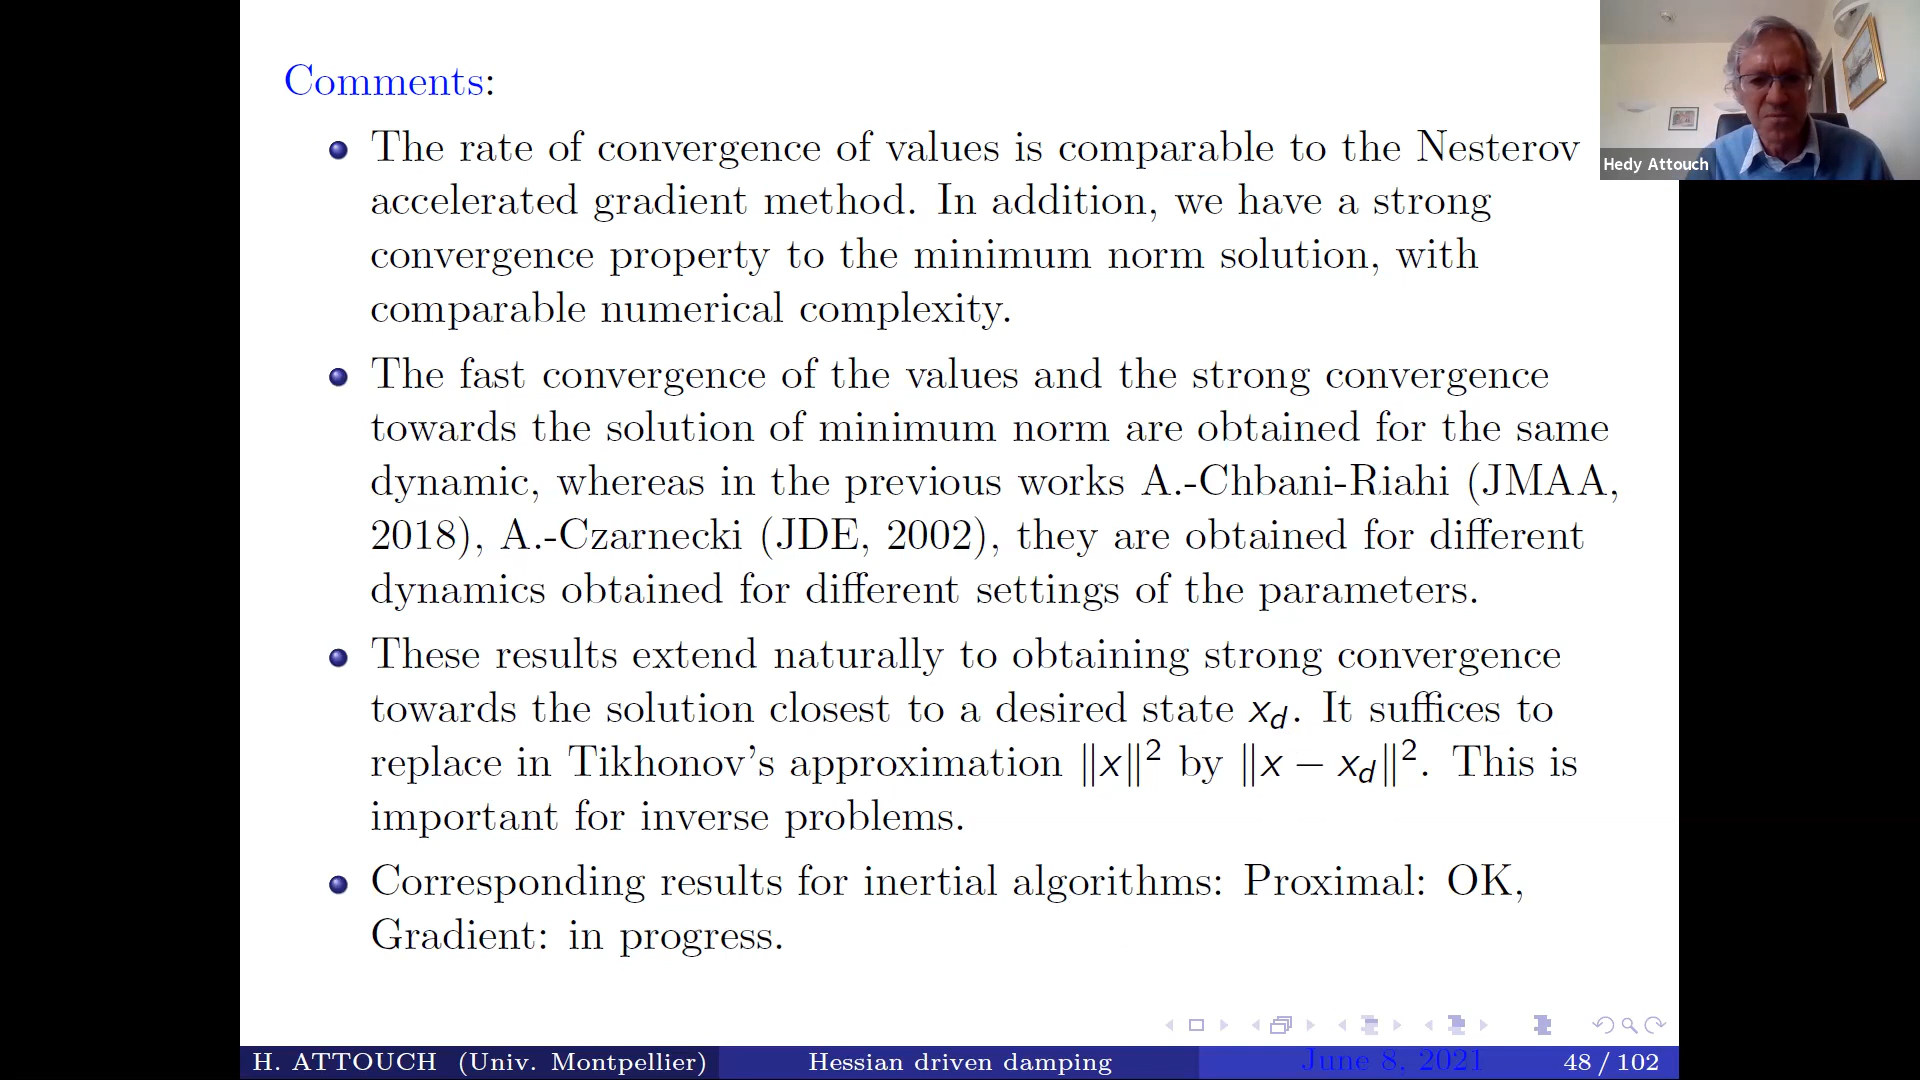 Comments:
The rate of convergence of values is comparable to the Nesterov
accelerated gradient method. In addition, we have a strong
convergence property to the minimum norm solution, with
comparable numerical complexity.
The fast convergence of the values and the strong convergence
towards the solution of minimum norm are obtained for the same
dynamic, whereas in the previous works A.-Chbani-Riahi (JMAA,
2018), A.-Czarnecki (JDE, 2002), they are obtained for different
dynamics obtained for different settings of the parameters.
These results extend naturally to obtaining strong convergence
towards the solution closest to a desired state x_d. It suffices to
replace in Tikhonov's approximation ‖x‖² by ‖x − x_d‖². This is
important for inverse problems.
Corresponding results for inertial algorithms: Proximal: OK,
Gradient: in progress.
Hedy Attouch
H. ATTOUCH (Univ. Montpellier) Hessian driven damping June 8, 2021 48 / 102